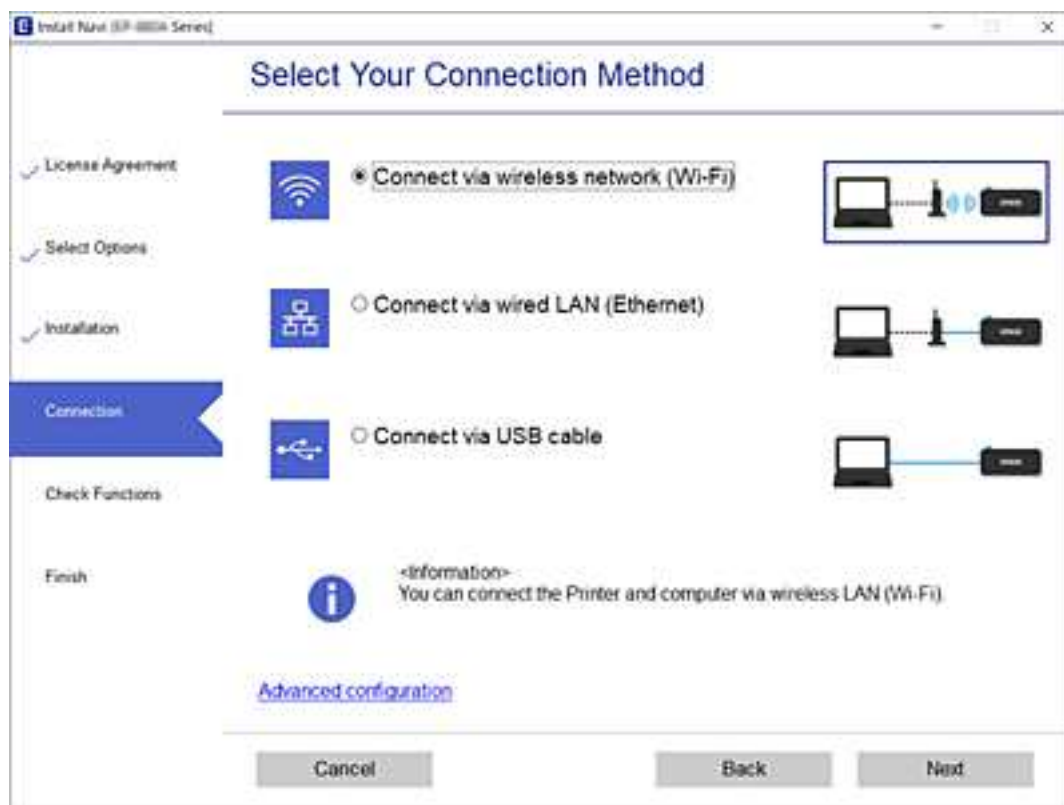 Install Navi [EP- Series]
Select Your Connection Method
License Agreement
Select Options
Installation
Connection
Check Functions
Finish
Connect via wireless network (Wi-Fi)
Connect via wired LAN (Ethernet)
Connect via USB cable
<Information>
You can connect the Printer and computer via wireless LAN (Wi-Fi).
Advanced configuration
Cancel
Back
Next